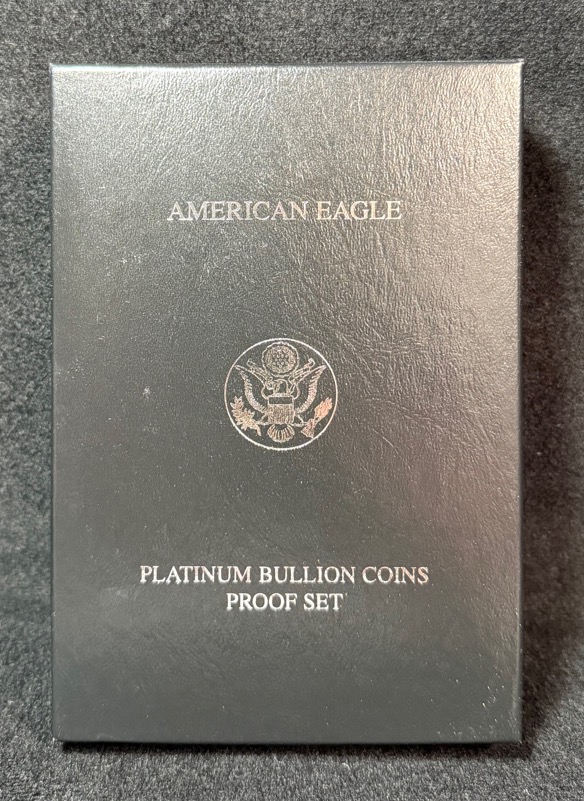 AMERICAN EAGLE
PLATINUM BULLION COINS
PROOF SET